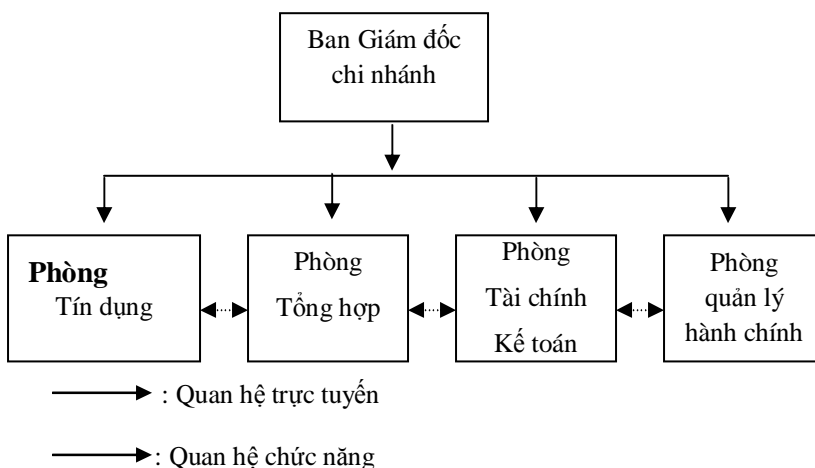 Ban Giám đốc
chi nhánh
Phòng
Tín dụng
Phòng
Tổng hợp
Phòng
Tài chính
Kế toán
Phòng
quản lý
hành chính
: Quan hệ trực tuyến
: Quan hệ chức năng